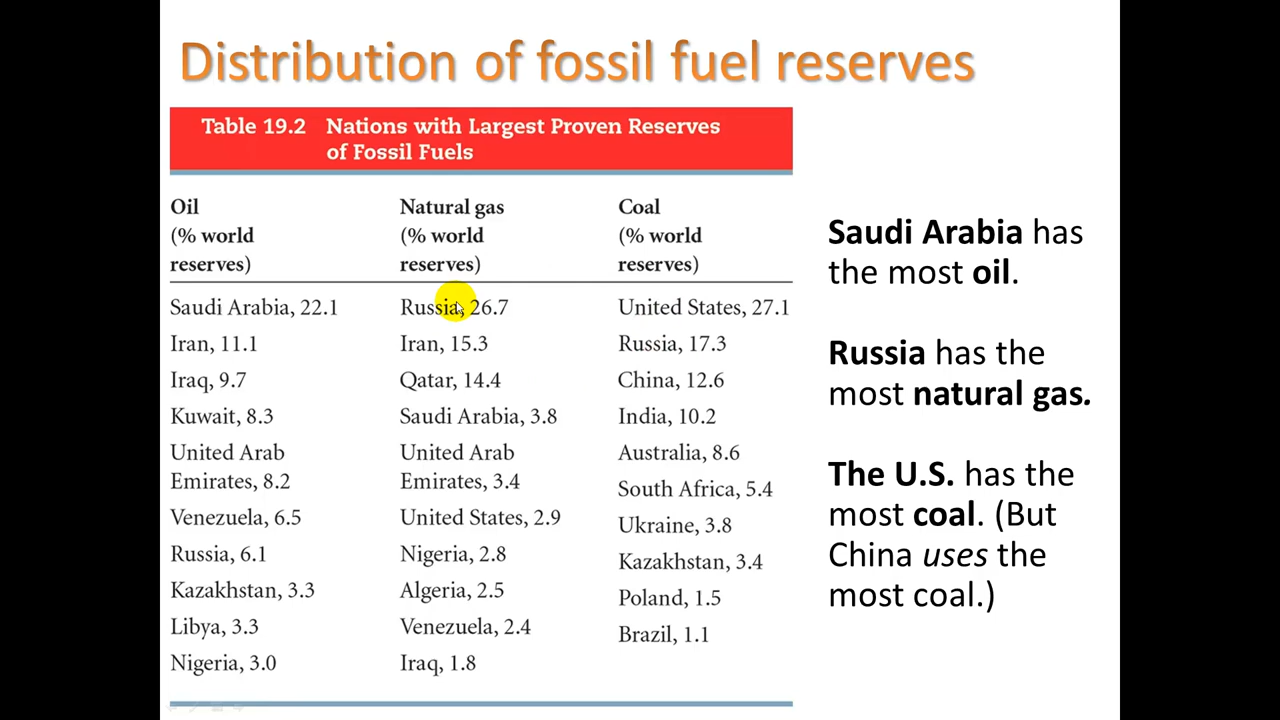 Distribution of fossil fuel reserves
Table 19.2 Nations with Largest Proven Reserves
of Fossil Fuels
Oil
(% world
reserves)
Saudi Arabia, 22.1
Iran, 11.1
Iraq, 9.7
Kuwait, 8.3
United Arab
Emirates, 8.2
Venezuela, 6.5
Russia, 6.1
Kazakhstan, 3.3
Libya, 3.3
Nigeria, 3.0
Natural gas
(% world
reserves)
Russia, 26.7
Iran, 15.3
Qatar, 14.4
Saudi Arabia, 3.8
United Arab
Emirates, 3.4
United States, 2.9
Nigeria, 2.8
Algeria, 2.5
Venezuela, 2.4
Iraq, 1.8
Coal
(% world
reserves)
United States, 27.1
Russia, 17.3
China, 12.6
India, 10.2
Australia, 8.6
South Africa, 5.4
Ukraine, 3.8
Kazakhstan, 3.4
Poland, 1.5
Brazil, 1.1
Saudi Arabia has
the most oil.
Russia has the
most natural gas.
The U.S. has the
most coal. (But
China uses the
most coal.)